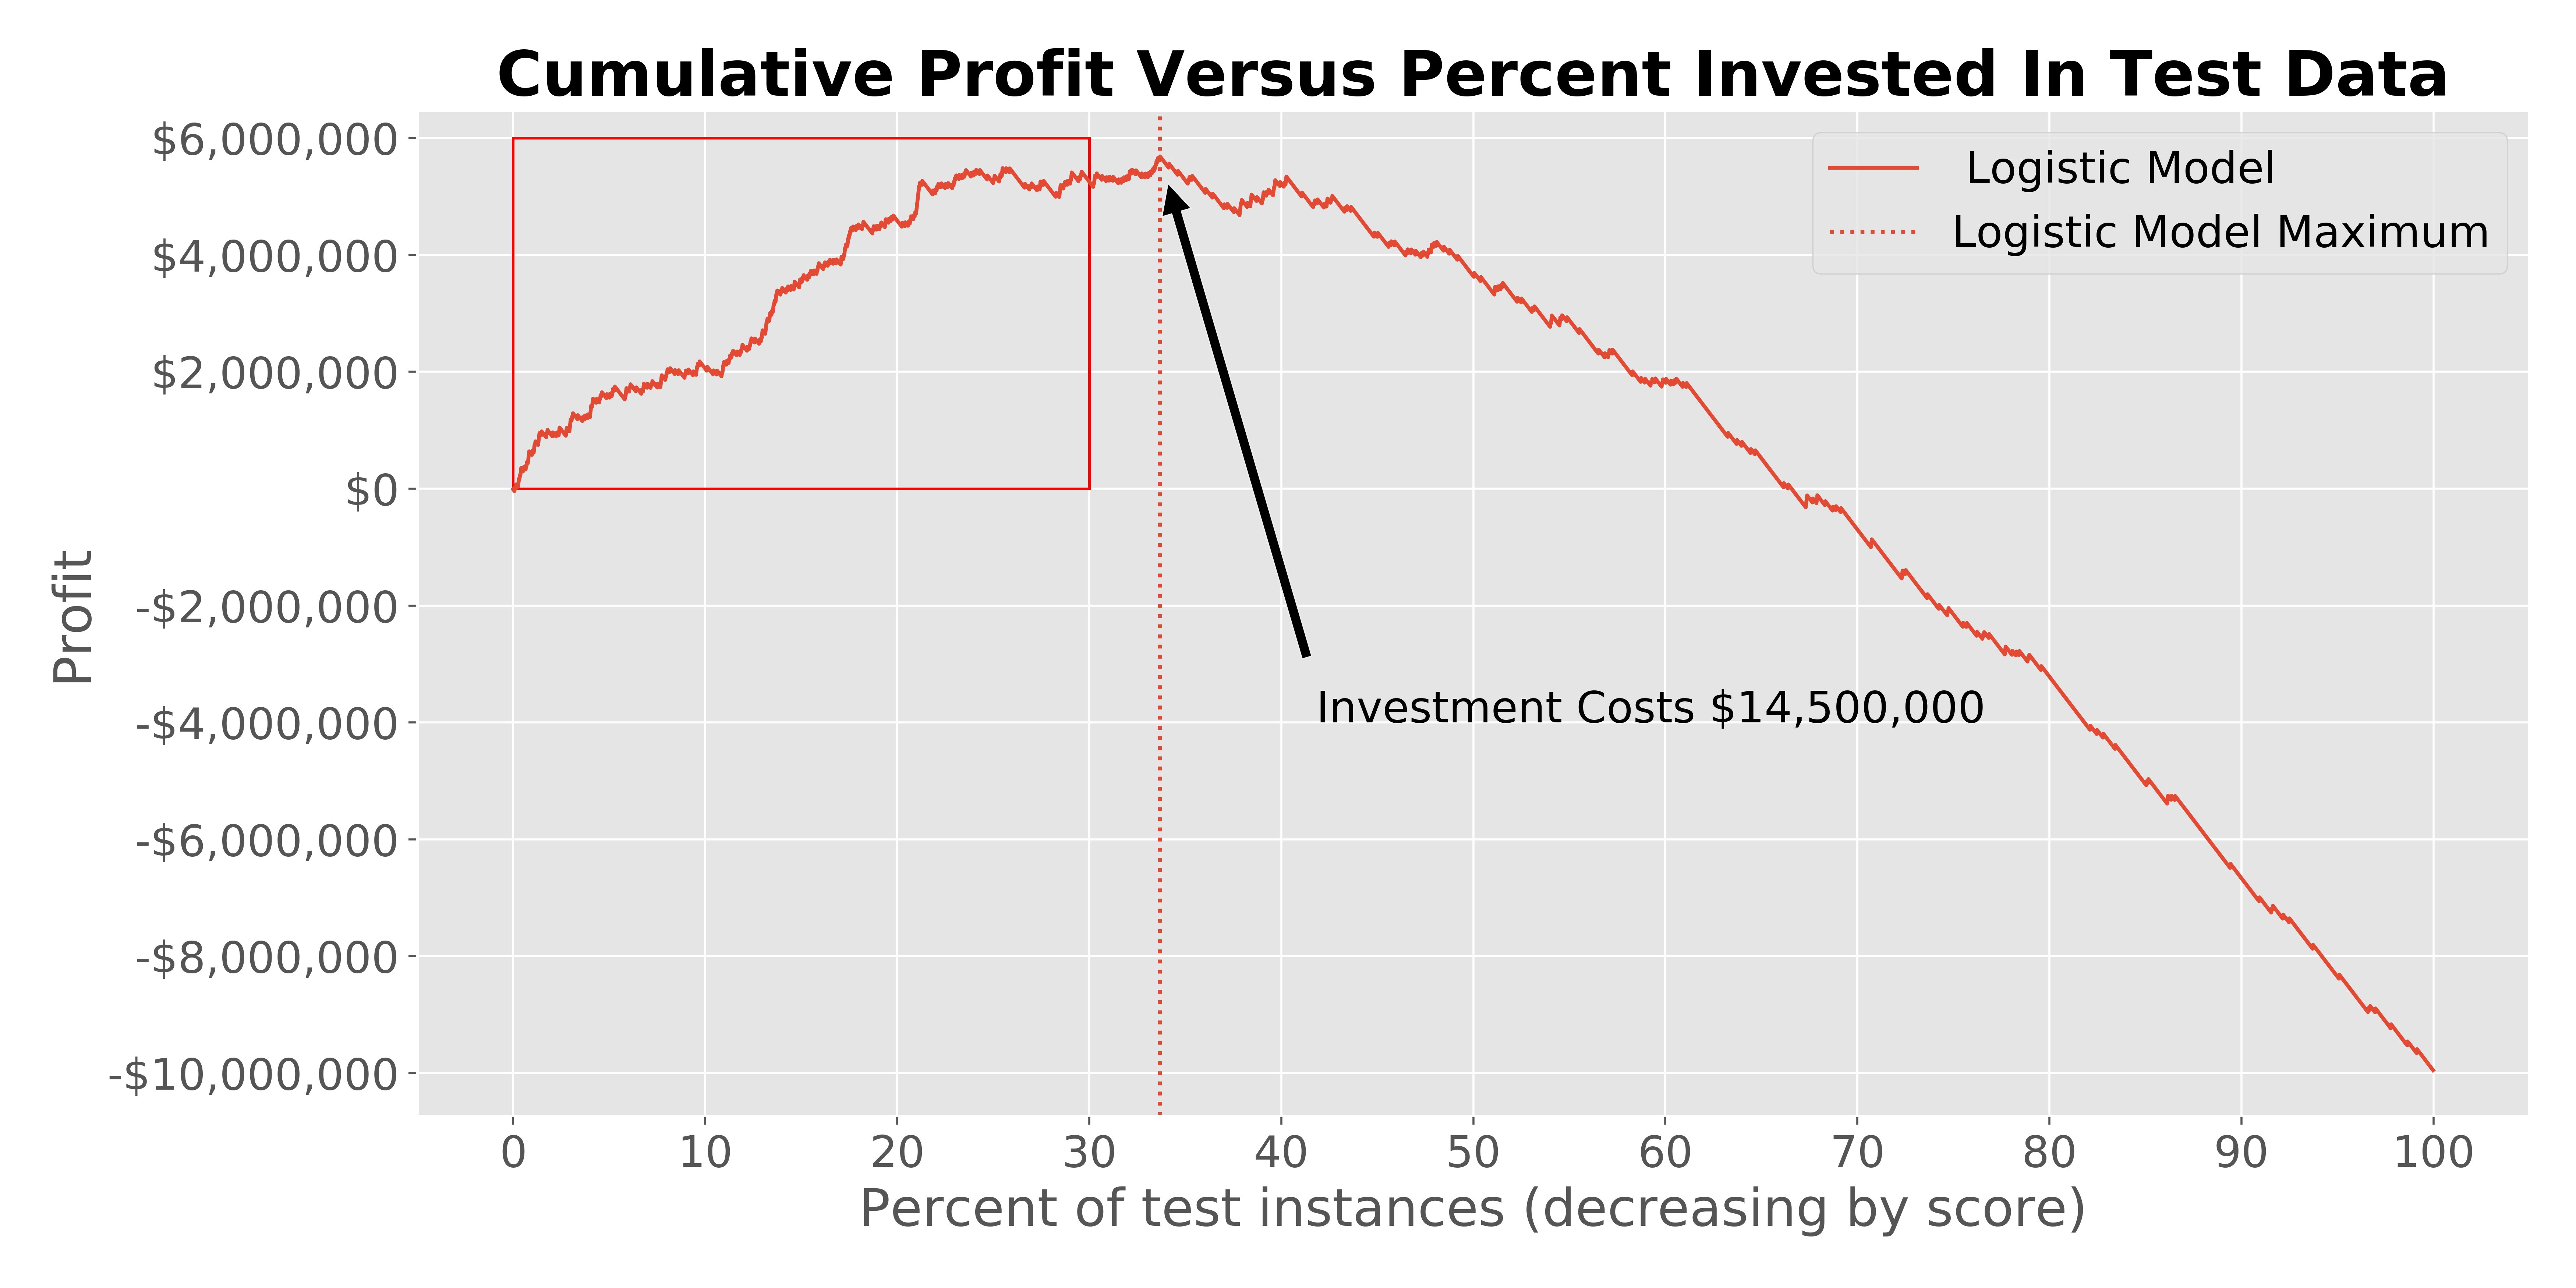 Cumulative Profit Versus Percent Invested In Test Data
$6,000,000
$4,000,000
$2,000,000
$0
-$2,000,000
-$4,000,000
-$6,000,000
-$8,000,000
-$10,000,000
Profit
Logistic Model
Logistic Model Maximum
Investment Costs $14,500,000
0 10 20 30 40 50 60 70 80 90 100
Percent of test instances (decreasing by score)